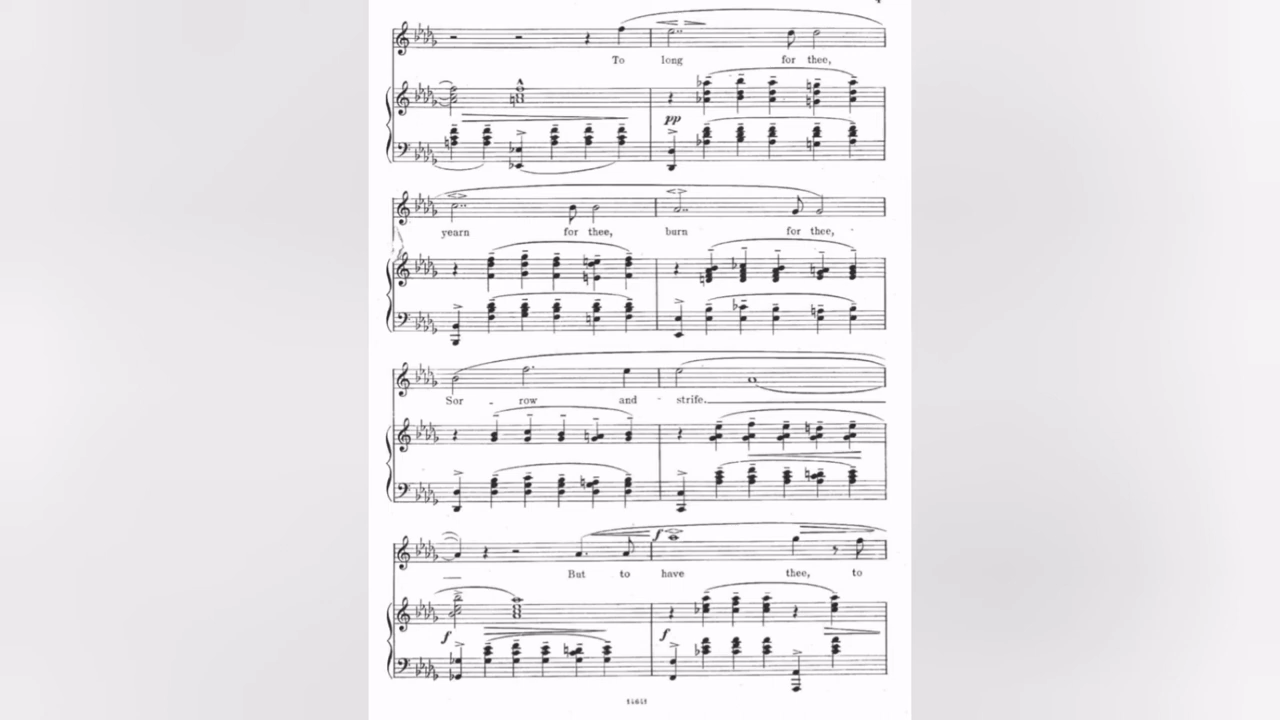 To long for thee,
pp
yearn for thee, burn for thee,
Sor - row and - strife.
f
But to have thee, to
f f